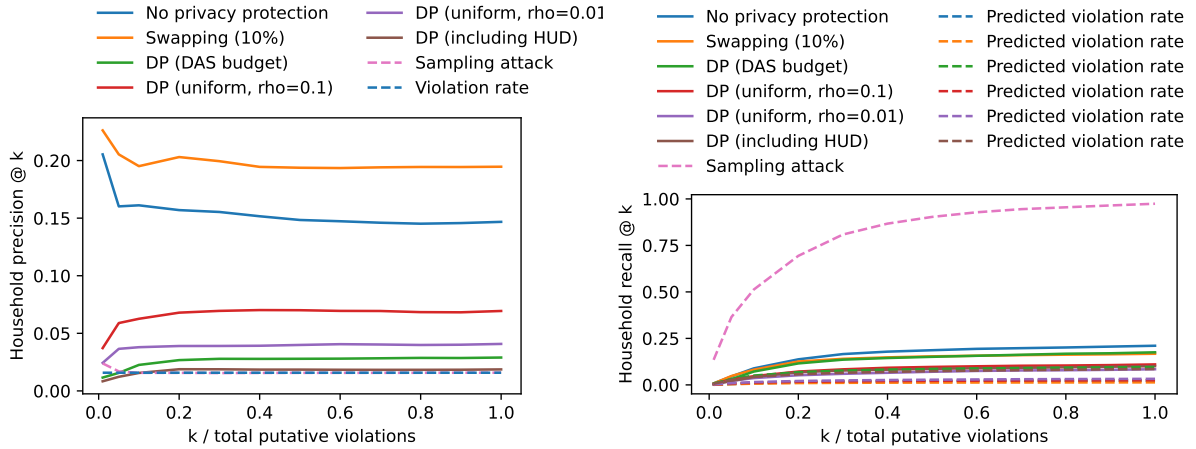 No privacy protection
Swapping (10%)
DP (DAS budget)
DP (uniform, rho=0.1)
DP (uniform, rho=0.01
DP (including HUD)
Sampling attack
Violation rate
Household precision @ k
0.20
0.15
0.10
0.05
0.00
0.0 0.2 0.4 0.6 0.8 1.0
k / total putative violations
No privacy protection
Swapping (10%)
DP (DAS budget)
DP (uniform, rho=0.1)
DP (uniform, rho=0.01)
DP (including HUD)
Sampling attack
Predicted violation rate
Predicted violation rate
Predicted violation rate
Predicted violation rate
Predicted violation rate
Predicted violation rate
Household recall @ k
1.00
0.75
0.50
0.25
0.00
0.0 0.2 0.4 0.6 0.8 1.0
k / total putative violations